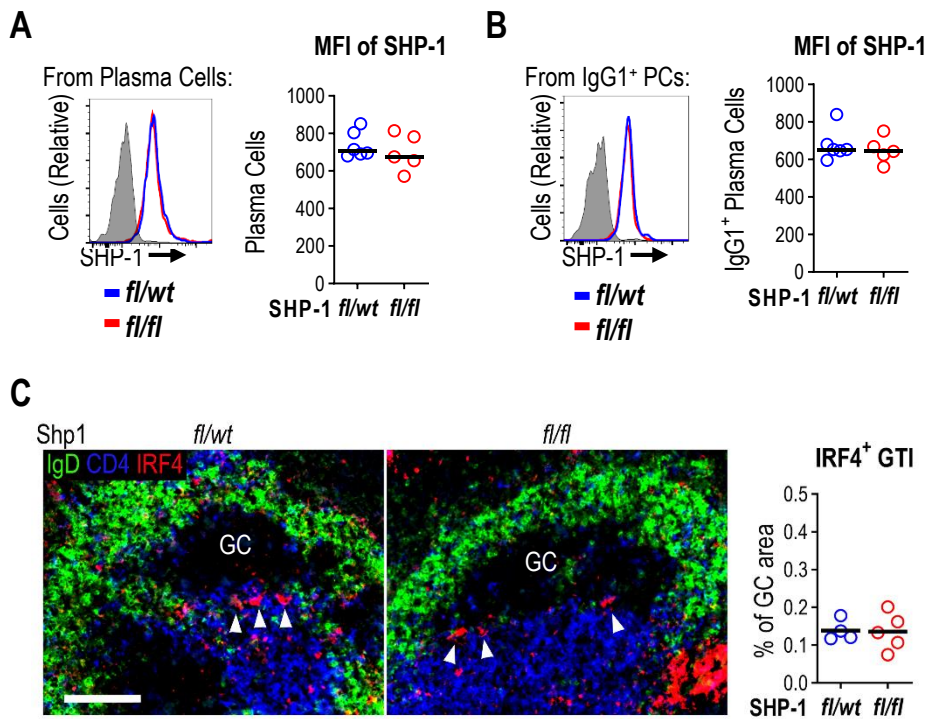 A
MFI of SHP-1
From Plasma Cells:
Cells (Relative)
SHP-1
fl/wt
fl/fl
Plasma Cells
1000
800
600
400
200
0
SHP-1 fl/wt fl/fl
B
MFI of SHP-1
From IgG1⁺ PCs:
Cells (Relative)
SHP-1
fl/wt
fl/fl
IgG1⁺ Plasma Cells
1000
800
600
400
200
0
SHP-1 fl/wt fl/fl
C
Shp1 fl/wt fl/fl
IgD CD4 IRF4
GC
GC
IRF4⁺ GTI
% of GC area
0.5
0.4
0.3
0.2
0.1
0.0
SHP-1 fl/wt fl/fl